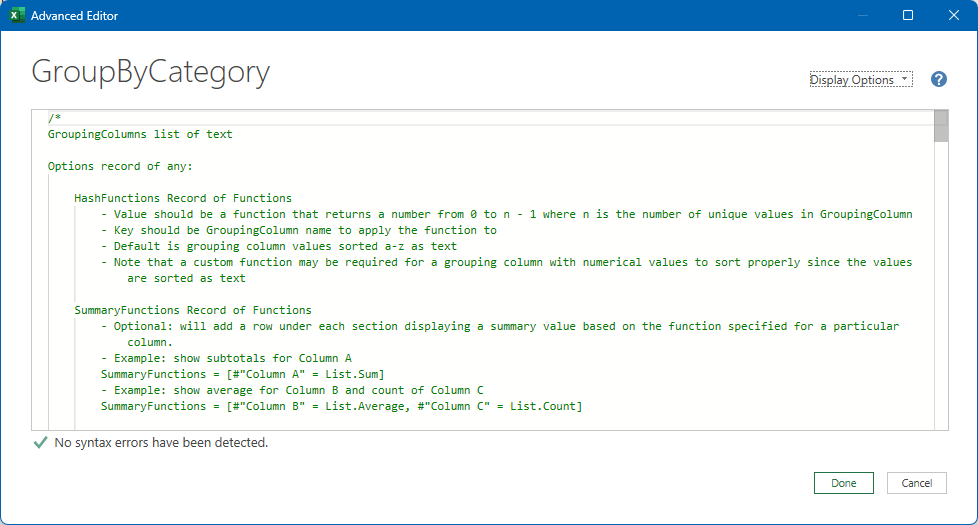 Advanced Editor
GroupByCategory
Display Options
/*
GroupingColumns list of text
Options record of any:
HashFunctions Record of Functions
- Value should be a function that returns a number from 0 to n - 1 where n is the number of unique values in GroupingColumn
- Key should be GroupingColumn name to apply the function to
- Default is grouping column values sorted a-z as text
- Note that a custom function may be required for a grouping column with numerical values to sort properly since the values
are sorted as text
SummaryFunctions Record of Functions
- Optional: will add a row under each section displaying a summary value based on the function specified for a particular
column.
- Example: show subtotals for Column A
SummaryFunctions = [#"Column A" = List.Sum]
- Example: show average for Column B and count of Column C
SummaryFunctions = [#"Column B" = List.Average, #"Column C" = List.Count]
No syntax errors have been detected.
Done
Cancel